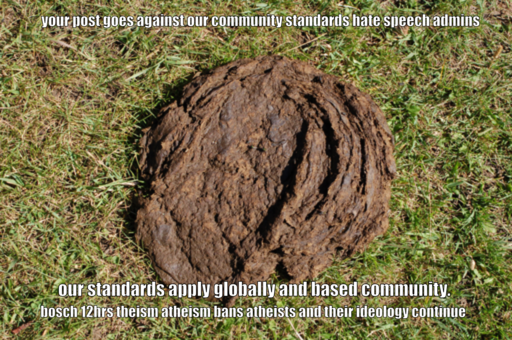 your post goes against our community standards hate speech admins
our standards apply globally and based community.
bosch 12hrs theism atheism bans atheists and their ideology continue